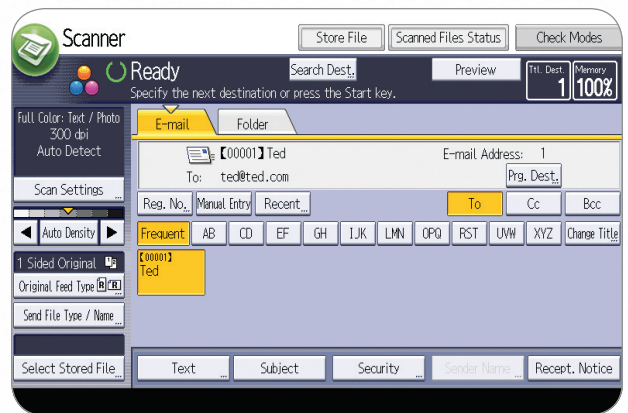 Scanner
Store File
Scanned Files Status
Check Modes
Ready
Search Dest.
Preview
Ttl. Dest.
1
Memory
100%
Specify the next destination or press the Start key.
Full Color: Text / Photo
300 dpi
Auto Detect
Scan Settings
Auto Density
1 Sided Original
Original Feed Type
Send File Type / Name
Select Stored File
E-mail
Folder
【00001】Ted
E-mail Address: 1
To: ted@ted.com
Prg. Dest.
Reg. No.
Manual Entry
Recent
To
Cc
Bcc
Frequent
AB
CD
EF
GH
IJK
LMN
OPQ
RST
UVW
XYZ
Change Title
【00001】
Ted
Text
Subject
Security
Sender Name
Recept. Notice